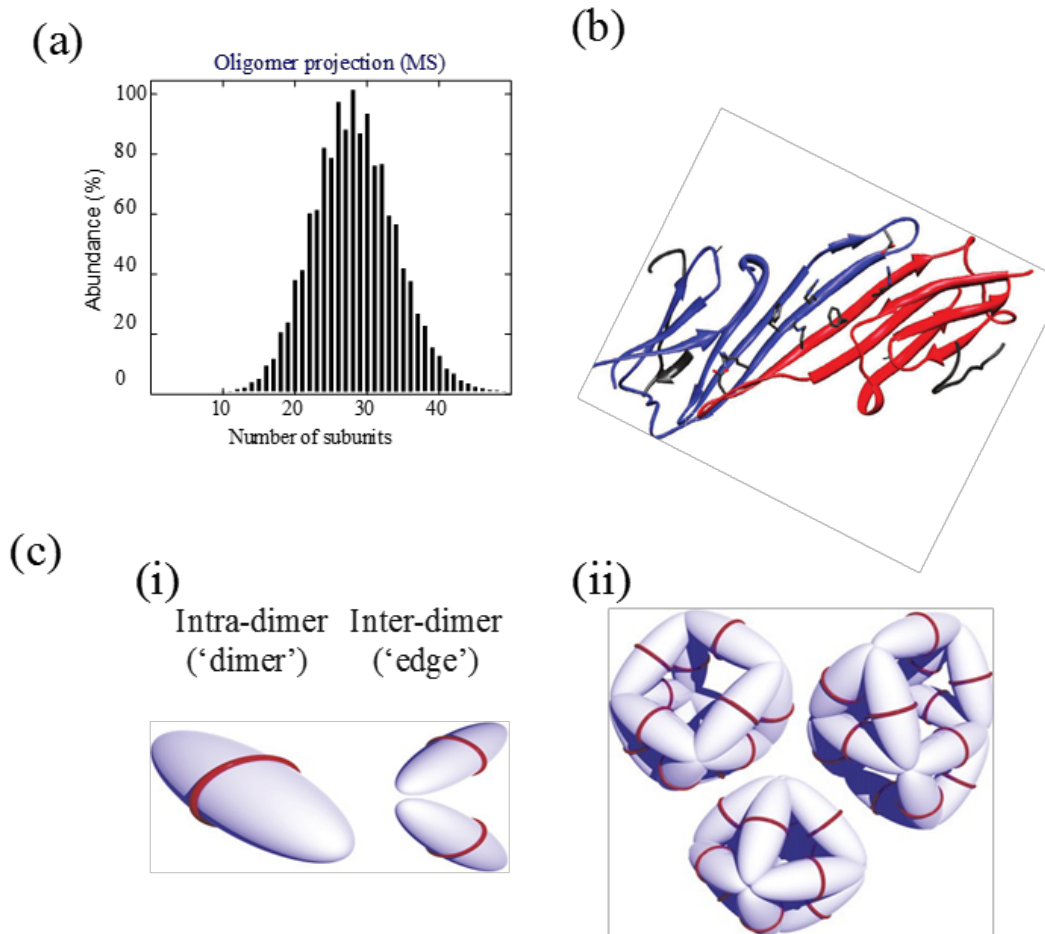 (a)
Oligomer projection (MS)
100
80
60
40
20
0
Abundance (%)
10 20 30 40
Number of subunits
(b)
(c)
(i)
Intra-dimer Inter-dimer
(‘dimer’) (‘edge’)
(ii)